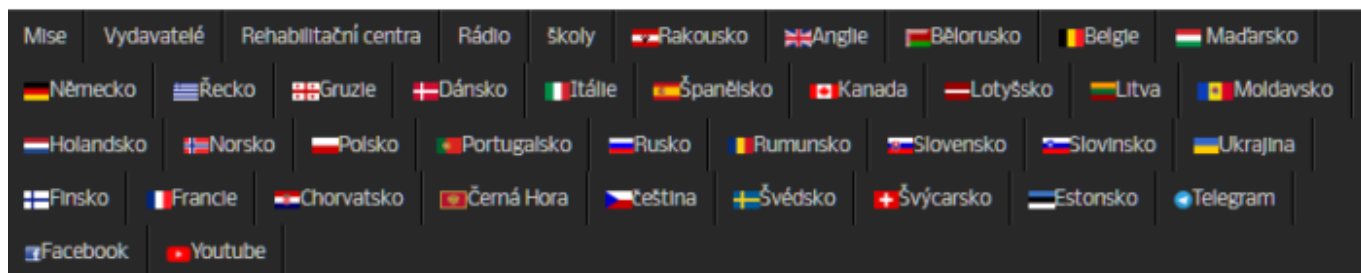 Mise Vydavatelé Rehabilitační centra Rádio školy Rakousko Anglie Bělorusko Belgie Maďarsko
Německo Řecko Gruzie Dánsko Itálie Španělsko Kanada Lotyšsko Litva Moldavsko
Holandsko Norsko Polsko Portugalsko Rusko Rumunsko Slovensko Slovinsko Ukrajina
Finsko Francie Chorvatsko Černá Hora čeština Švédsko Švýcarsko Estonsko Telegram
Facebook Youtube